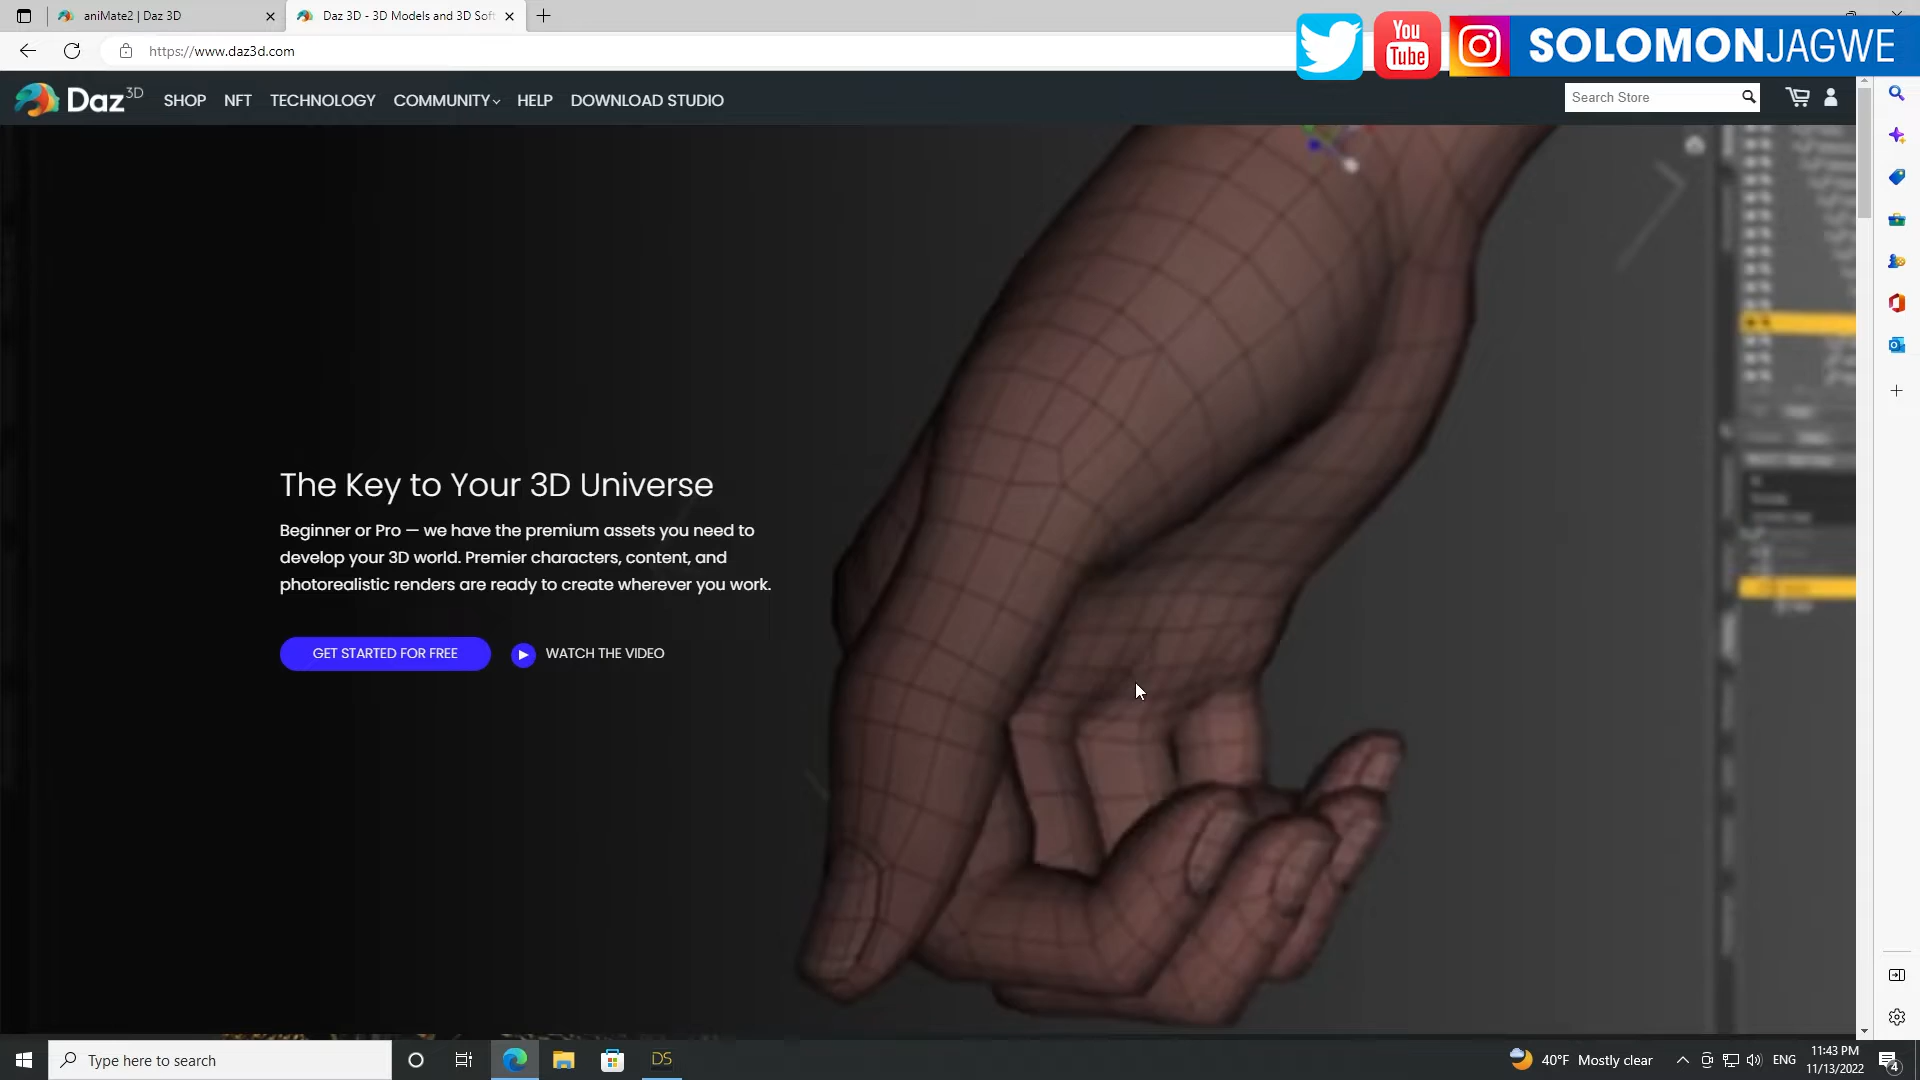 aniMate2 | Daz 3D
Daz 3D - 3D Models and 3D Soft
https://www.daz3d.com
You
Tube
SOLOMONJAGWE
Daz 3D
SHOP NFT TECHNOLOGY COMMUNITY HELP DOWNLOAD STUDIO
Search Store
The Key to Your 3D Universe
Beginner or Pro — we have the premium assets you need to
develop your 3D world. Premier characters, content, and
photorealistic renders are ready to create wherever you work.
GET STARTED FOR FREE
WATCH THE VIDEO
Type here to search
DS
40°F Mostly clear
ENG
11:43 PM
11/13/2022
4